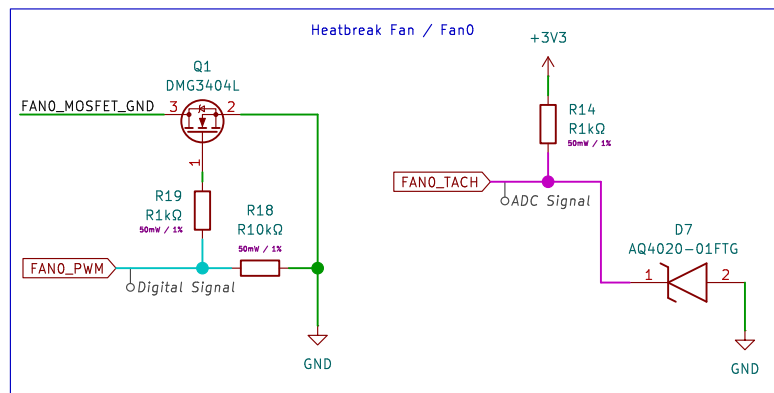 Heatbreak Fan / Fan0
Q1
DMG3404L
FAN0_MOSFET_GND
3
2
1
R19
R1kΩ
50mW / 1%
R18
R10kΩ
50mW / 1%
FAN0_PWM
Digital Signal
GND
+3V3
R14
R1kΩ
50mW / 1%
FAN0_TACH
ADC Signal
D7
AQ4020-01FTG
1
2
GND